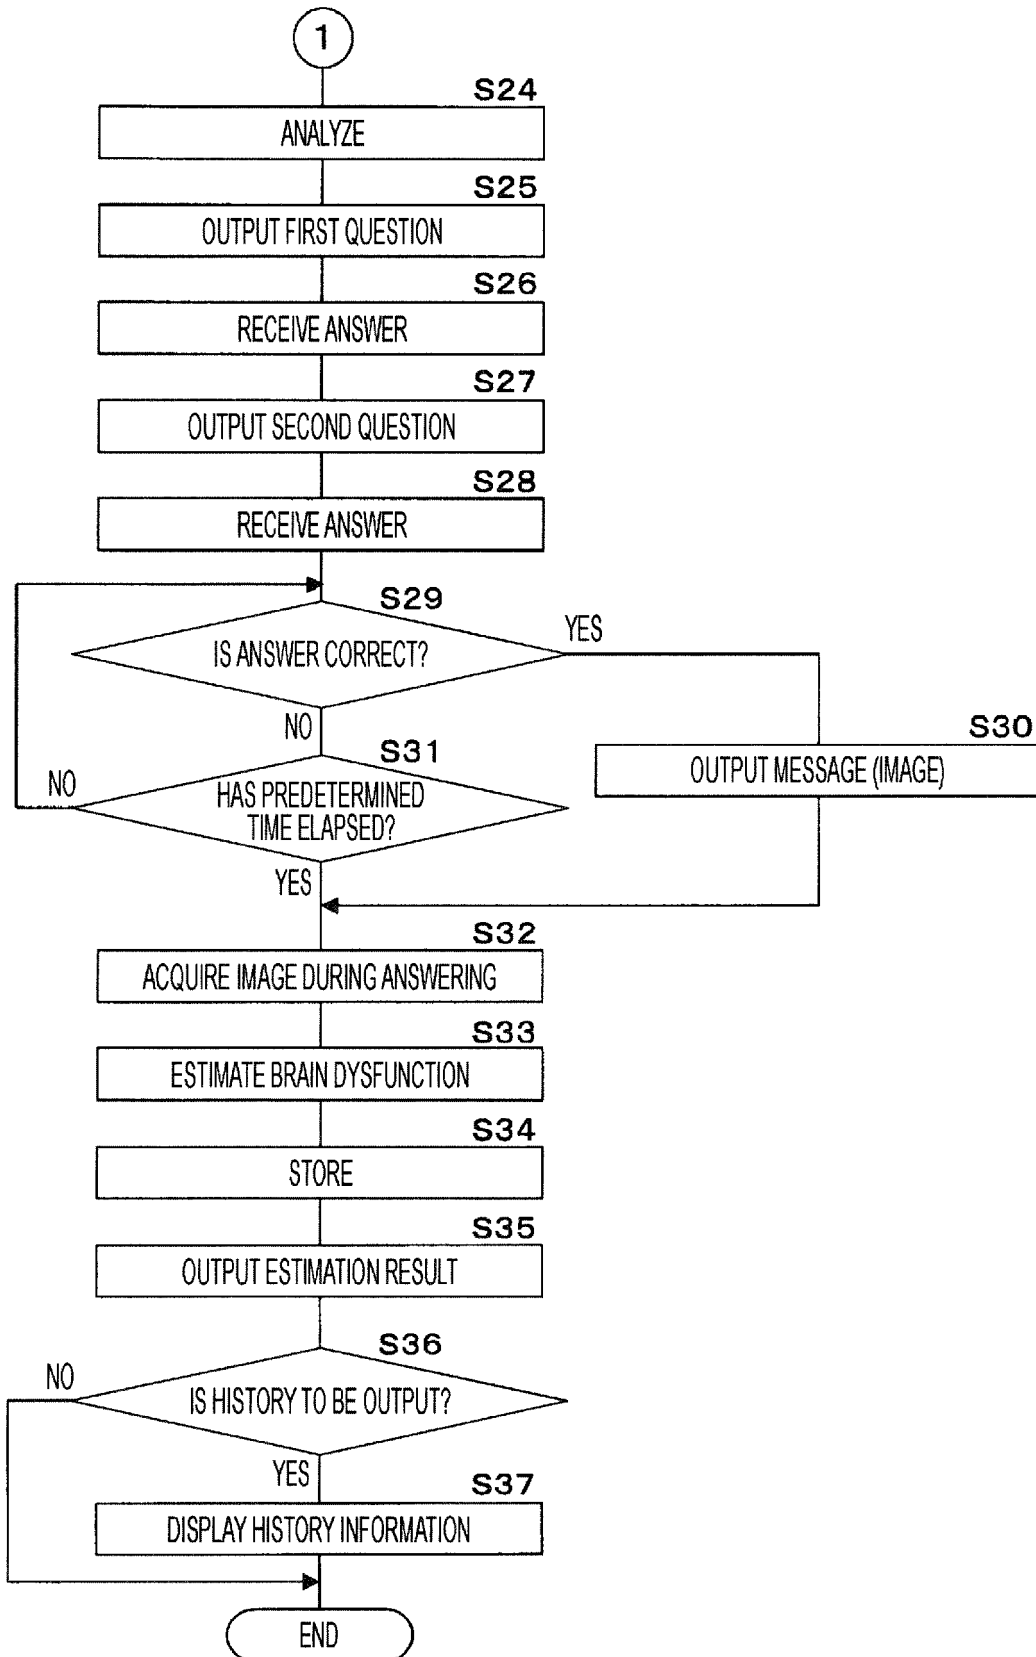 1
S24
ANALYZE
S25
OUTPUT FIRST QUESTION
S26
RECEIVE ANSWER
S27
OUTPUT SECOND QUESTION
S28
RECEIVE ANSWER
S29
IS ANSWER CORRECT?
YES
NO
S30
OUTPUT MESSAGE (IMAGE)
S31
NO
HAS PREDETERMINED
TIME ELAPSED?
YES
S32
ACQUIRE IMAGE DURING ANSWERING
S33
ESTIMATE BRAIN DYSFUNCTION
S34
STORE
S35
OUTPUT ESTIMATION RESULT
S36
NO
IS HISTORY TO BE OUTPUT?
YES
S37
DISPLAY HISTORY INFORMATION
END